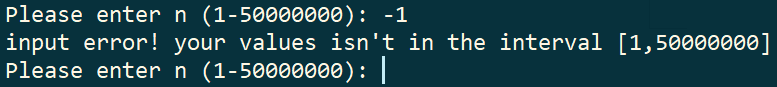 Please enter n (1-50000000): -1
input error! your values isn't in the interval [1,50000000]
Please enter n (1-50000000):